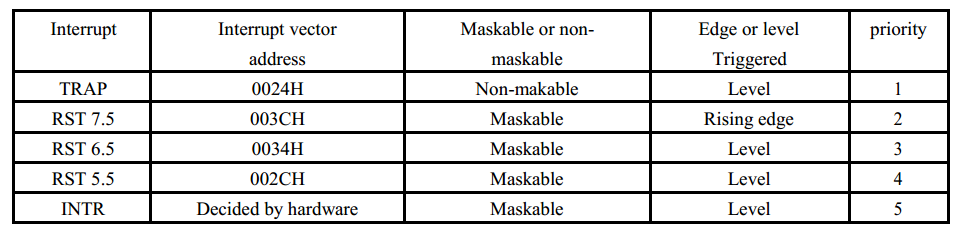 Interrupt Interrupt vector address Maskable or non-maskable Edge or level Triggered priority
TRAP 0024H Non-makable Level 1
RST 7.5 003CH Maskable Rising edge 2
RST 6.5 0034H Maskable Level 3
RST 5.5 002CH Maskable Level 4
INTR Decided by hardware Maskable Level 5